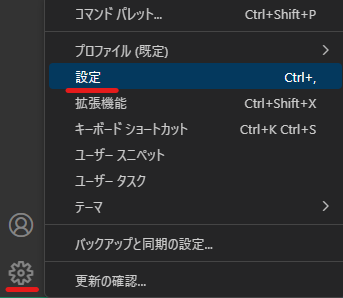 コマンド パレット... Ctrl+Shift+P
プロファイル (既定)
設定 Ctrl+,
拡張機能 Ctrl+Shift+X
キーボード ショートカット Ctrl+K Ctrl+S
ユーザー スニペット
ユーザー タスク
テーマ
バックアップと同期の設定...
更新の確認...